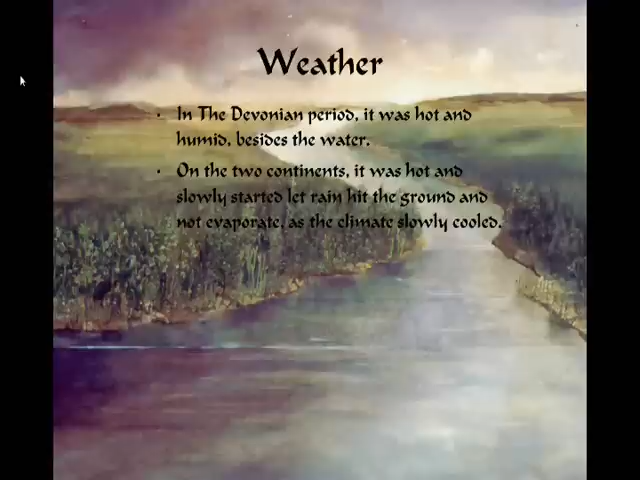 Weather
· In The Devonian period, it was hot and
humid, besides the water.
· On the two continents, it was hot and
slowly started let rain hit the ground and
not evaporate, as the climate slowly cooled.